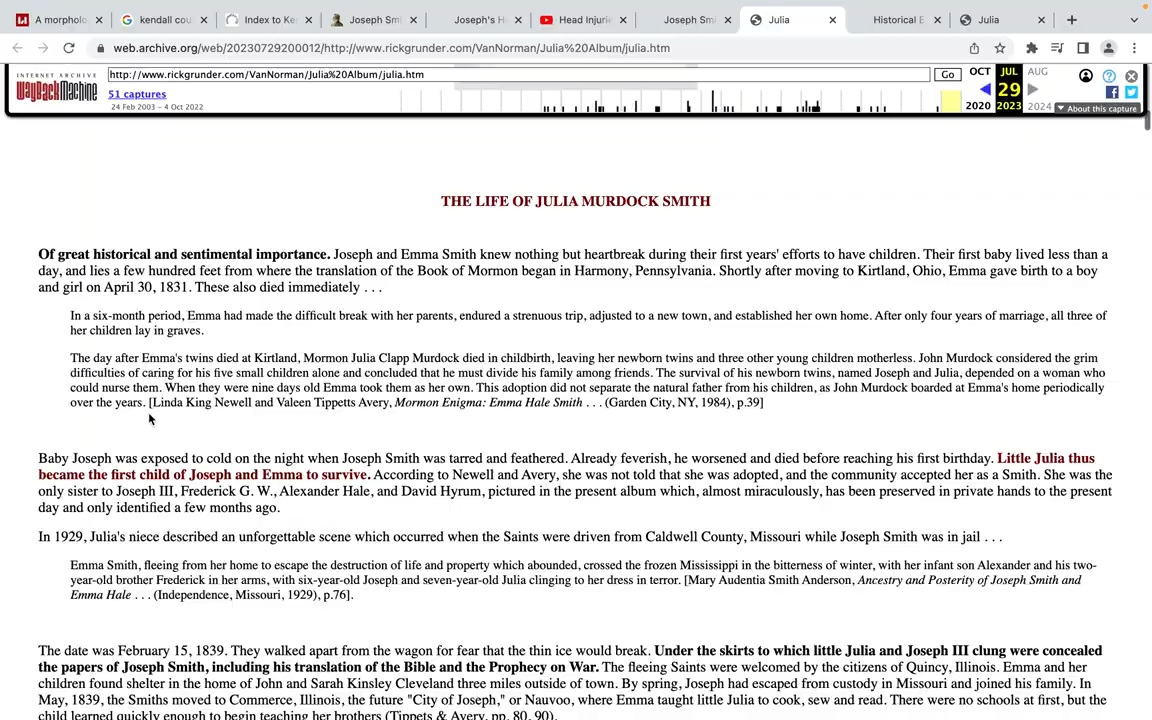 A morpholo
kendall cou
Index to Ke
Joseph Smi
Joseph's H
Head Injurie
Joseph Smi
Julia
Historical E
Julia
web.archive.org/web/20230729200012/http://www.rickgrunder.com/VanNorman/Julia%20Album/julia.htm
INTERNET ARCHIVE
WayBackMachine
http://www.rickgrunder.com/VanNorman/Julia%20Album/julia.htm
Go
OCT JUL AUG
51 captures
29
24 Feb 2003 – 4 Oct 2022
2020 2023 2024
About this capture
THE LIFE OF JULIA MURDOCK SMITH
Of great historical and sentimental importance. Joseph and Emma Smith knew nothing but heartbreak during their first years' efforts to have children. Their first baby lived less than a
day, and lies a few hundred feet from where the translation of the Book of Mormon began in Harmony, Pennsylvania. Shortly after moving to Kirtland, Ohio, Emma gave birth to a boy
and girl on April 30, 1831. These also died immediately . . .
In a six-month period, Emma had made the difficult break with her parents, endured a strenuous trip, adjusted to a new town, and established her own home. After only four years of marriage, all three of
her children lay in graves.
The day after Emma's twins died at Kirtland, Mormon Julia Clapp Murdock died in childbirth, leaving her newborn twins and three other young children motherless. John Murdock considered the grim
difficulties of caring for his five small children alone and concluded that he must divide his family among friends. The survival of his newborn twins, named Joseph and Julia, depended on a woman who
could nurse them. When they were nine days old Emma took them as her own. This adoption did not separate the natural father from his children, as John Murdock boarded at Emma's home periodically
over the years. [Linda King Newell and Valeen Tippetts Avery, Mormon Enigma: Emma Hale Smith . . . (Garden City, NY, 1984), p.39]
Baby Joseph was exposed to cold on the night when Joseph Smith was tarred and feathered. Already feverish, he worsened and died before reaching his first birthday. Little Julia thus
became the first child of Joseph and Emma to survive. According to Newell and Avery, she was not told that she was adopted, and the community accepted her as a Smith. She was the
only sister to Joseph III, Frederick G. W., Alexander Hale, and David Hyrum, pictured in the present album which, almost miraculously, has been preserved in private hands to the present
day and only identified a few months ago.
In 1929, Julia's niece described an unforgettable scene which occurred when the Saints were driven from Caldwell County, Missouri while Joseph Smith was in jail . . .
Emma Smith, fleeing from her home to escape the destruction of life and property which abounded, crossed the frozen Mississippi in the bitterness of winter, with her infant son Alexander and his two-
year-old brother Frederick in her arms, with six-year-old Joseph and seven-year-old Julia clinging to her dress in terror. [Mary Audentia Smith Anderson, Ancestry and Posterity of Joseph Smith and
Emma Hale . . . (Independence, Missouri, 1929), p.76].
The date was February 15, 1839. They walked apart from the wagon for fear that the thin ice would break. Under the skirts to which little Julia and Joseph III clung were concealed
the papers of Joseph Smith, including his translation of the Bible and the Prophecy on War. The fleeing Saints were welcomed by the citizens of Quincy, Illinois. Emma and her
children found shelter in the home of John and Sarah Kinsley Cleveland three miles outside of town. By spring, Joseph had escaped from custody in Missouri and joined his family. In
May, 1839, the Smiths moved to Commerce, Illinois, the future "City of Joseph," or Nauvoo, where Emma taught little Julia to cook, sew and read. There were no schools at first, but the
child learned quickly enough to begin teaching her brothers (Tippets & Avery, pp. 80, 90).